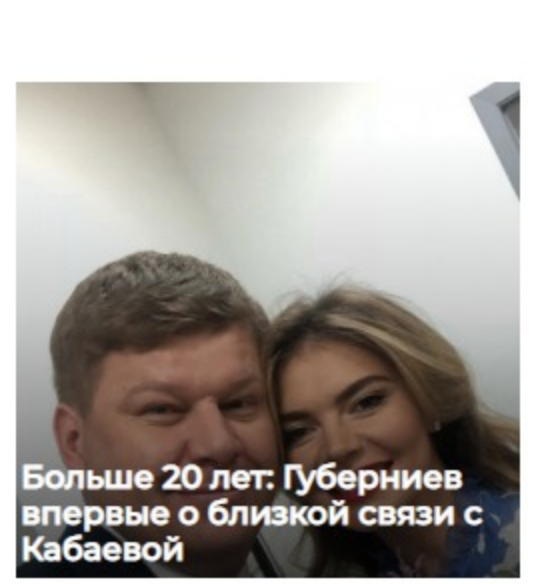 Больше 20 лет: Губерниев
впервые о близкой связи с
Кабаевой